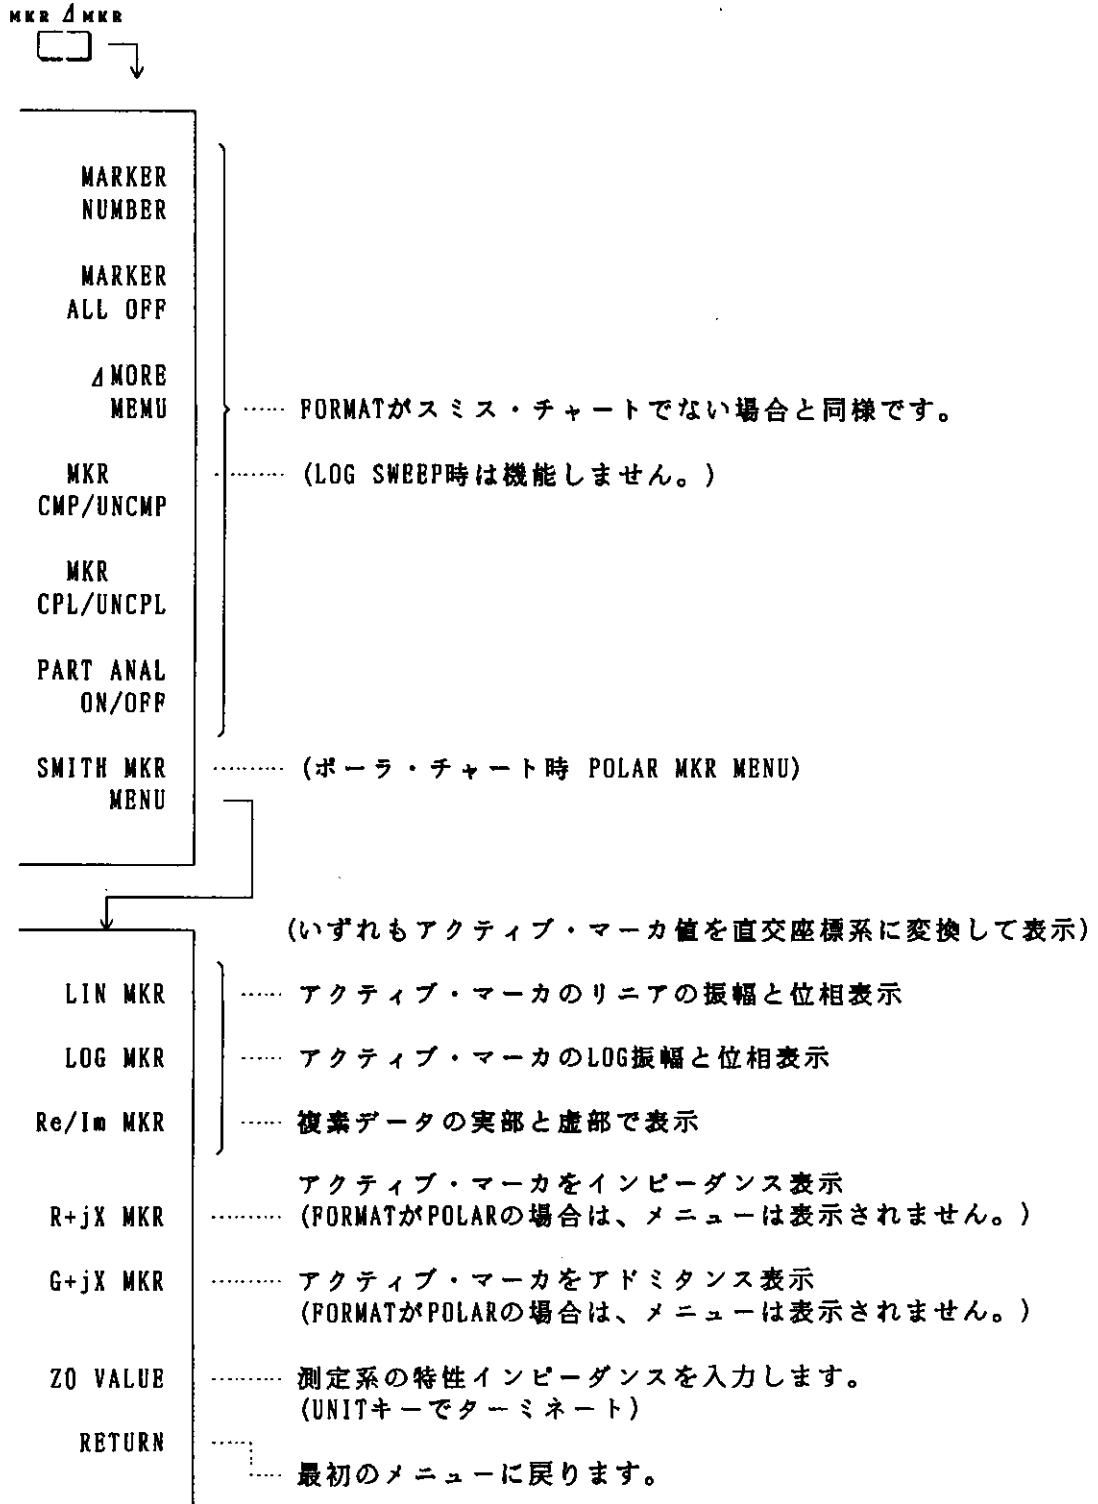 MKR ⊿MKR
MARKER
NUMBER
MARKER
ALL OFF
⊿MORE
MEMU
…… FORMATがスミス・チャートでない場合と同様です。
MKR ……… (LOG SWEEP時は機能しません。)
CMP/UNCMP
MKR
CPL/UNCPL
PART ANAL
ON/OFF
SMITH MKR ……… (ポーラ・チャート時 POLAR MKR MENU)
MENU
(いずれもアクティブ・マーカ値を直交座標系に変換して表示)
LIN MKR …… アクティブ・マーカのリニアの振幅と位相表示
LOG MKR …… アクティブ・マーカのLOG振幅と位相表示
Re/Im MKR …… 複素データの実部と虚部で表示
アクティブ・マーカをインピーダンス表示
R+jX MKR ……… (FORMATがPOLARの場合は、メニューは表示されません。)
G+jX MKR ……… アクティブ・マーカをアドミタンス表示
(FORMATがPOLARの場合は、メニューは表示されません。)
Z0 VALUE ……… 測定系の特性インピーダンスを入力します。
(UNITキーでターミネート)
RETURN ……
…… 最初のメニューに戻ります。